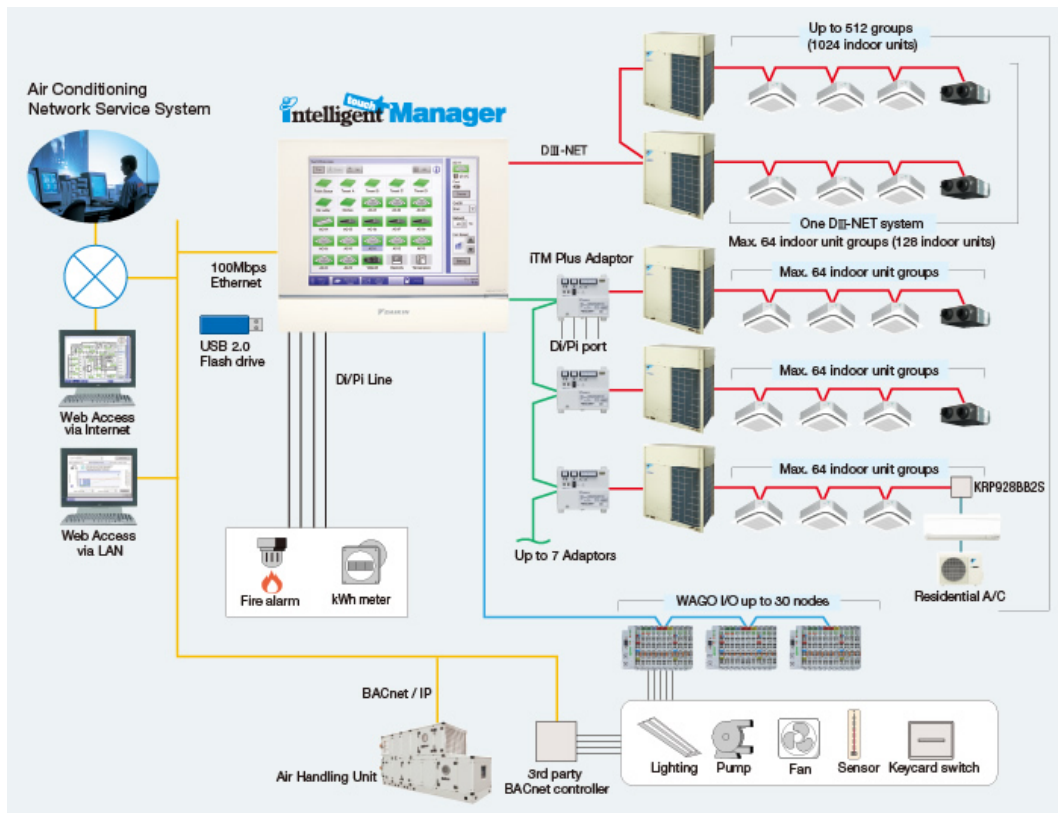 Air Conditioning
Network Service System
intelligent touch Manager
DIII-NET
Up to 512 groups
(1024 indoor units)
One DIII-NET system
Max. 64 indoor unit groups (128 indoor units)
100Mbps
Ethernet
USB 2.0
Flash drive
DAIKIN
Di/Pi Line
iTM Plus Adaptor
Di/Pi port
Max. 64 indoor unit groups
Max. 64 indoor unit groups
Max. 64 indoor unit groups
KRP928BB2S
Residential A/C
Up to 7 Adaptors
Web Access
via Internet
Web Access
via LAN
Fire alarm
kWh meter
WAGO I/O up to 30 nodes
BACnet / IP
Air Handling Unit
3rd party
BACnet controller
Lighting
Pump
Fan
Sensor
Keycard switch